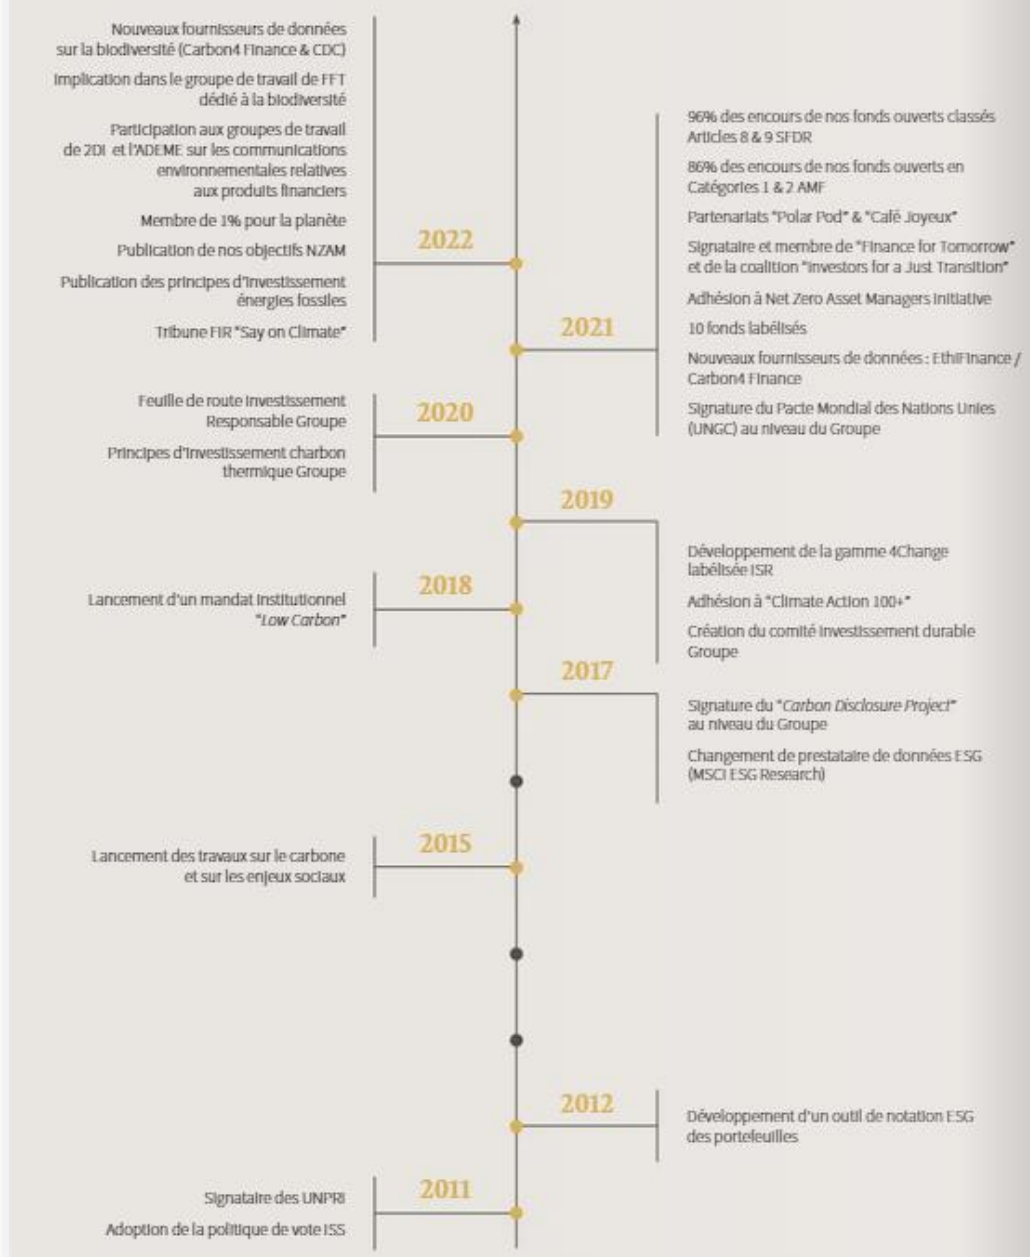 Nouveaux fournisseurs de données
sur la biodiversité (Carbon4 Finance & CDC)
Implication dans le groupe de travail de FFT
dédié à la biodiversité
Participation aux groupes de travail
de 2DI et l'ADEME sur les communications
environnementales relatives
aux produits financiers
Membre de 1% pour la planète
Publication de nos objectifs NZAM
Publication des principes d'investissement
énergies fossiles
Tribune FIR "Say on Climate"
2022
96% des encours de nos fonds ouverts classés
Articles 8 & 9 SFDR
86% des encours de nos fonds ouverts en
Catégories 1 & 2 AMF
Partenariats "Polar Pod" & "Café Joyeux"
Signataire et membre de "Finance for Tomorrow"
et de la coalition "Investors for a Just Transition"
Adhésion à Net Zero Asset Managers Initiative
10 fonds labélisés
Nouveaux fournisseurs de données : EthiFinance /
Carbon4 Finance
Signature du Pacte Mondial des Nations Unies
(UNGC) au niveau du Groupe
2021
Feuille de route Investissement
Responsable Groupe
Principes d'investissement charbon
thermique Groupe
2020
2019
Développement de la gamme 4Change
labélisée ISR
Adhésion à "Climate Action 100+"
Création du comité investissement durable
Groupe
Lancement d'un mandat institutionnel
"Low Carbon"
2018
2017
Signature du "Carbon Disclosure Project"
au niveau du Groupe
Changement de prestataire de données ESG
(MSCI ESG Research)
Lancement des travaux sur le carbone
et sur les enjeux sociaux
2015
2012
Développement d'un outil de notation ESG
des portefeuilles
Signataire des UNPRI
Adoption de la politique de vote ISS
2011